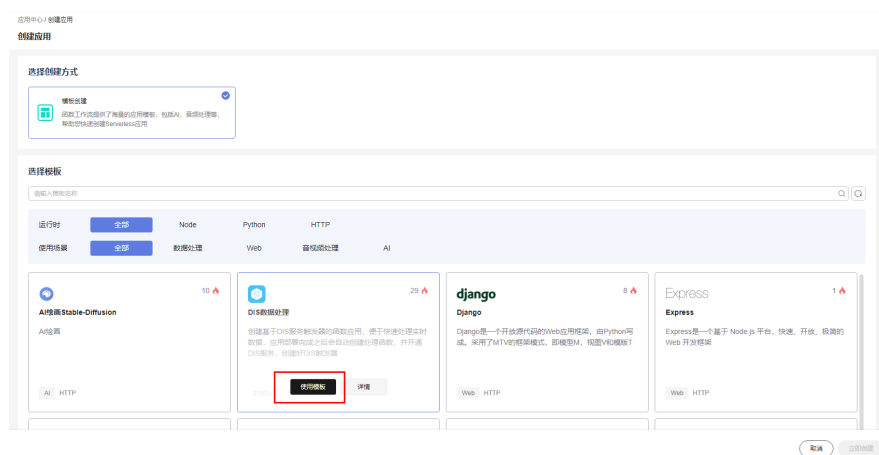 应用中心 / 创建应用
创建应用
选择创建方式
模板创建
函数工作流提供了海量的应用模板，包括AI、音频处理等，
帮助您快速创建Serverless应用
选择模板
请输入模板名称
运行时 全部 Node Python HTTP
使用场景 全部 数据处理 Web 音视频处理 AI
10
AI绘画Stable-Diffusion
AI绘画
AI HTTP
29
DIS数据处理
创建基于DIS服务触发器的函数应用，便于快速处理实时
数据，应用部署完成之后会自动创建处理函数，并开通
DIS服务，创建好DIS触发器
使用模板 详情
django 8
Django
Django是一个开放源代码的Web应用框架，由Python写
成。采用了MTV的框架模式，即模型M，视图V和模版T
Web HTTP
Express 1
Express
Express是一个基于 Node.js 平台，快速、开放、极简的
Web 开发框架
Web HTTP
取消 立即创建